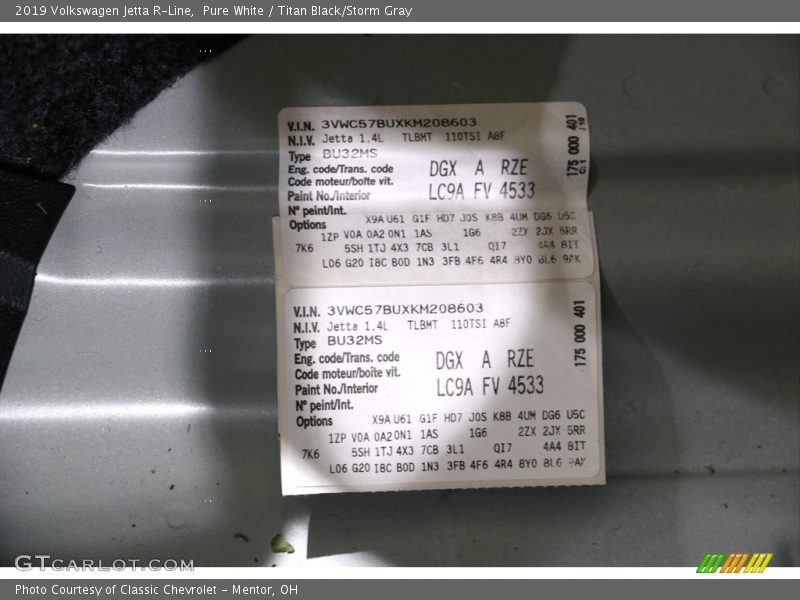 2019 Volkswagen Jetta R-Line, Pure White / Titan Black/Storm Gray
V.I.N. 3VWC57BUXKM208603
N.I.V. Jetta 1.4L TLBMT 110TSI A8F
Type BU32MS
Eng. code/Trans. code DGX A RZE
Code moteur/boîte vit.
Paint No./Interior LC9A FV 4533
N° peint/Int.
Options X9A U61 G1F HD7 J0S K8B 4UM DG6 U5C
1ZP V0A 0A2 0N1 1AS 1G6 2ZX 2JX 5RR
7K6 5SH 1TJ 4X3 7CB 3L1 QI7 4A4 8IT
L06 G20 I8C B0D 1N3 3FB 4F6 4R4 8Y0 8L6 9AK
175 000 401
V.I.N. 3VWC57BUXKM208603
N.I.V. Jetta 1.4L TLBMT 110TSI A8F
Type BU32MS
Eng. code/Trans. code DGX A RZE
Code moteur/boîte vit.
Paint No./Interior LC9A FV 4533
N° peint/Int.
Options X9A U61 G1F HD7 J0S K8B 4UM DG6 U5C
1ZP V0A 0A2 0N1 1AS 1G6 2ZX 2JX 5RR
7K6 5SH 1TJ 4X3 7CB 3L1 QI7 4A4 8IT
L06 G20 I8C B0D 1N3 3FB 4F6 4R4 8Y0 8L6 9AK
175 000 401
GTcarlot.com
Photo Courtesy of Classic Chevrolet - Mentor, OH